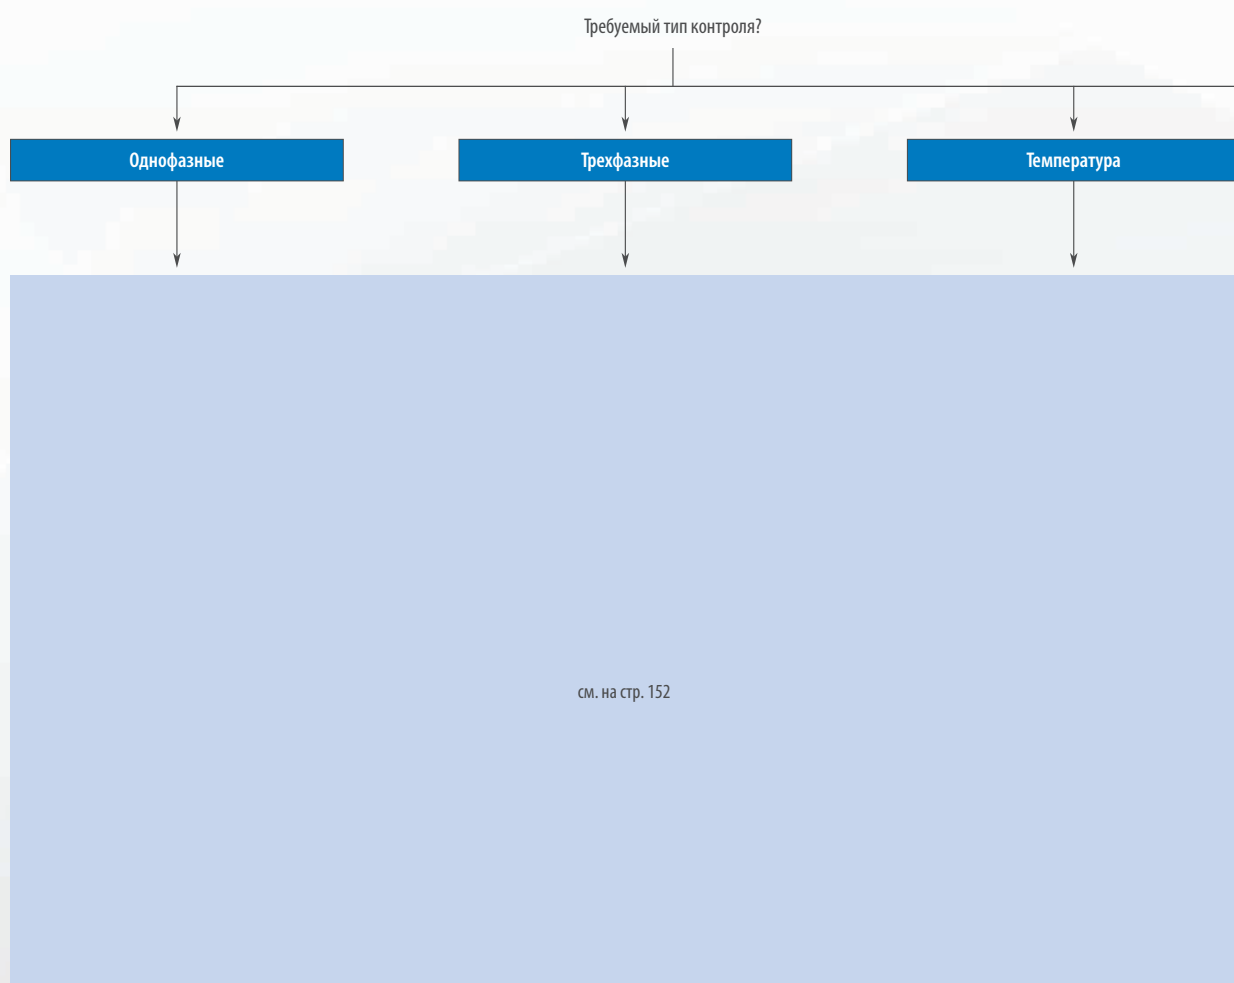 Требуемый тип контроля?
Однофазные
Трехфазные
Температура
см. на стр. 152